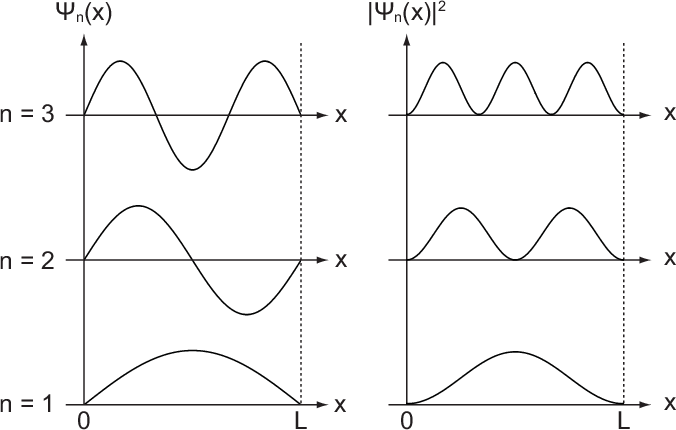 Ψn(x) |Ψn(x)|²
n = 3 x x
n = 2 x x
n = 1 x x
0 L 0 L